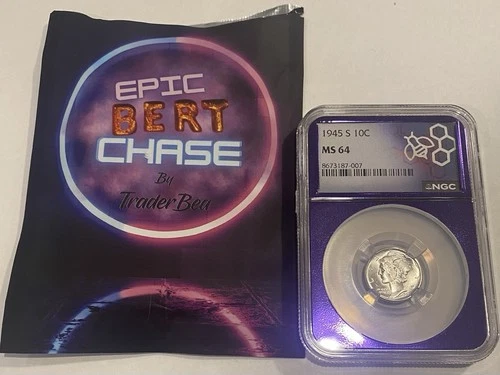 EPIC
BERT
CHASE
By
TraderBea
1945 S 10C
MS 64
8673187-007
NGC